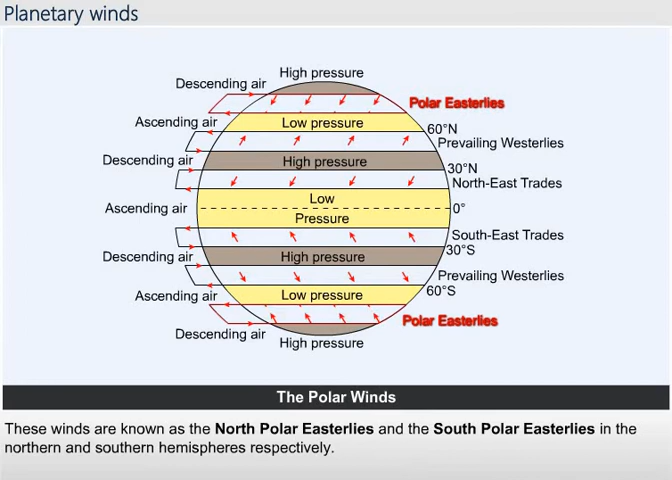 Planetary winds
High pressure
Descending air
Polar Easterlies
Ascending air
Low pressure
60°N
Prevailing Westerlies
Descending air
High pressure
30°N
North-East Trades
Low
Ascending air
0°
Pressure
South-East Trades
30°S
Descending air
High pressure
Prevailing Westerlies
60°S
Ascending air
Low pressure
Polar Easterlies
Descending air
High pressure
The Polar Winds
These winds are known as the North Polar Easterlies and the South Polar Easterlies in the
northern and southern hemispheres respectively.